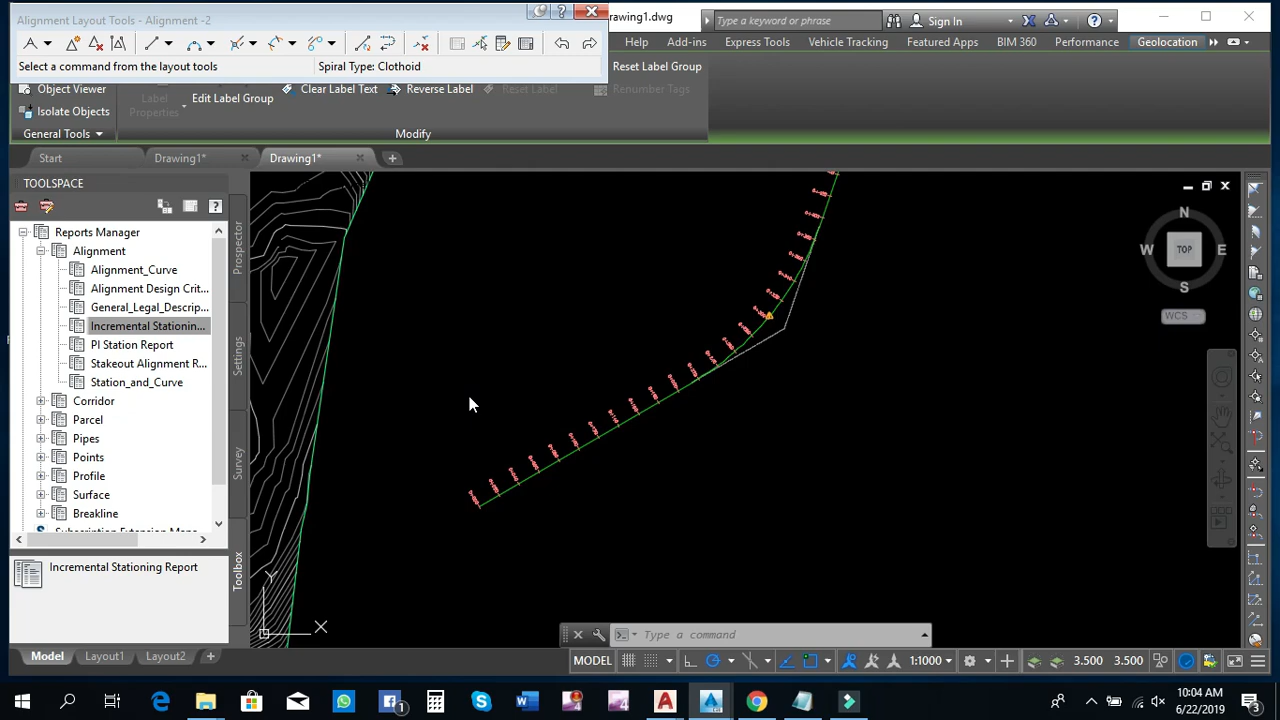 Alignment Layout Tools - Alignment -2
rawing1.dwg
Type a keyword or phrase
Sign In
Select a command from the layout tools
Spiral Type: Clothoid
Help
Add-ins
Express Tools
Vehicle Tracking
Featured Apps
BIM 360
Performance
Geolocation
Reset Label Group
Object Viewer
Label
Properties
Edit Label Group
Clear Label Text
Reverse Label
Reset Label
Renumber Tags
Isolate Objects
General Tools
Modify
Start
Drawing1*
Drawing1*
TOOLSPACE
Reports Manager
Alignment
Alignment_Curve
Alignment Design Crit...
General_Legal_Descrip...
Incremental Stationin...
PI Station Report
Stakeout Alignment R...
Station_and_Curve
Corridor
Parcel
Pipes
Points
Profile
Surface
Breakline
Incremental Stationing Report
Prospector
Settings
Survey
Toolbox
N
W
TOP
E
S
WCS
Y
X
Type a command
Model
Layout1
Layout2
MODEL
1:1000
3.500
3.500
10:04 AM
6/22/2019